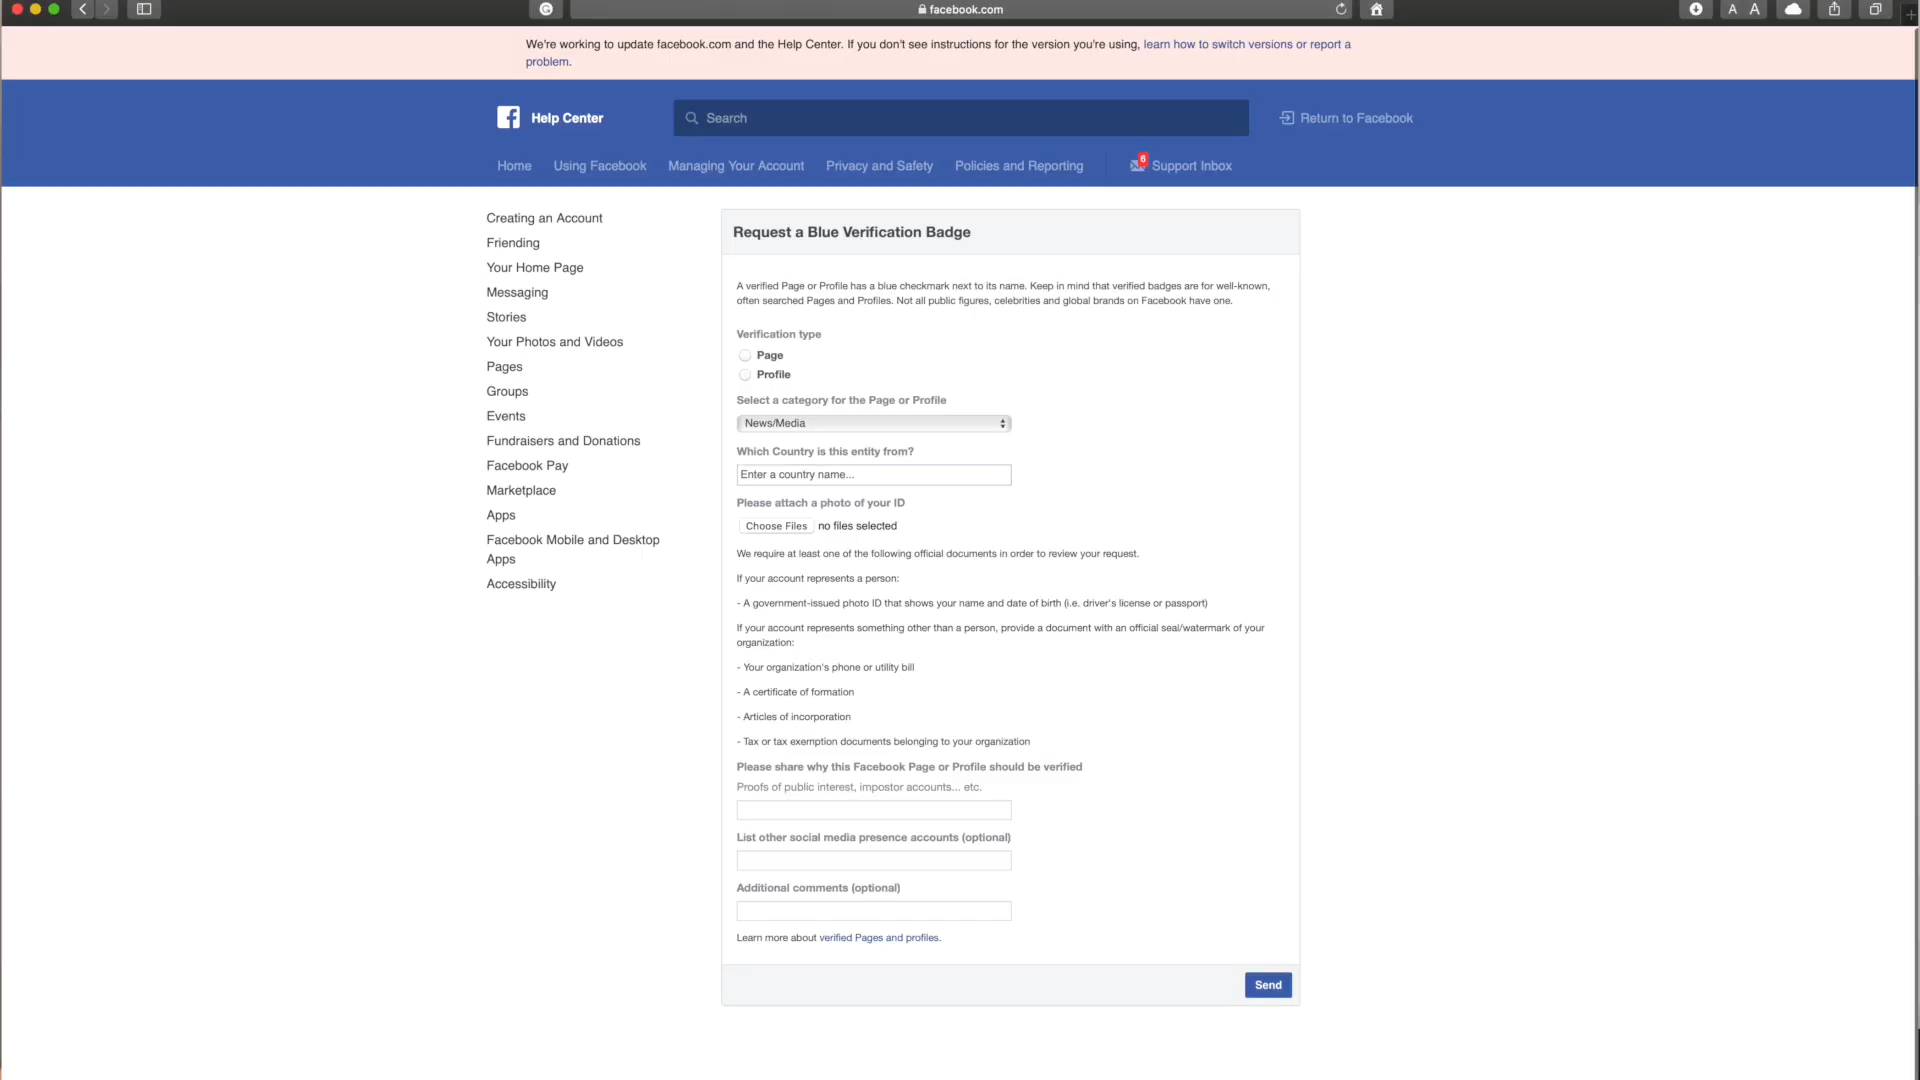 facebook.com
A A
We're working to update facebook.com and the Help Center. If you don't see instructions for the version you're using, learn how to switch versions or report a
problem.
Help Center
Search
Return to Facebook
Home
Using Facebook
Managing Your Account
Privacy and Safety
Policies and Reporting
6
Support Inbox
Creating an Account
Friending
Your Home Page
Messaging
Stories
Your Photos and Videos
Pages
Groups
Events
Fundraisers and Donations
Facebook Pay
Marketplace
Apps
Facebook Mobile and Desktop
Apps
Accessibility
Request a Blue Verification Badge
A verified Page or Profile has a blue checkmark next to its name. Keep in mind that verified badges are for well-known,
often searched Pages and Profiles. Not all public figures, celebrities and global brands on Facebook have one.
Verification type
Page
Profile
Select a category for the Page or Profile
News/Media
Which Country is this entity from?
Enter a country name...
Please attach a photo of your ID
Choose Files no files selected
We require at least one of the following official documents in order to review your request.
If your account represents a person:
- A government-issued photo ID that shows your name and date of birth (i.e. driver's license or passport)
If your account represents something other than a person, provide a document with an official seal/watermark of your
organization:
- Your organization's phone or utility bill
- A certificate of formation
- Articles of incorporation
- Tax or tax exemption documents belonging to your organization
Please share why this Facebook Page or Profile should be verified
Proofs of public interest, impostor accounts... etc.
List other social media presence accounts (optional)
Additional comments (optional)
Learn more about verified Pages and profiles.
Send